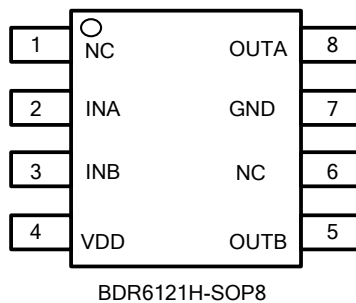 1 NC OUTA 8
2 INA GND 7
3 INB NC 6
4 VDD OUTB 5
BDR6121H-SOP8